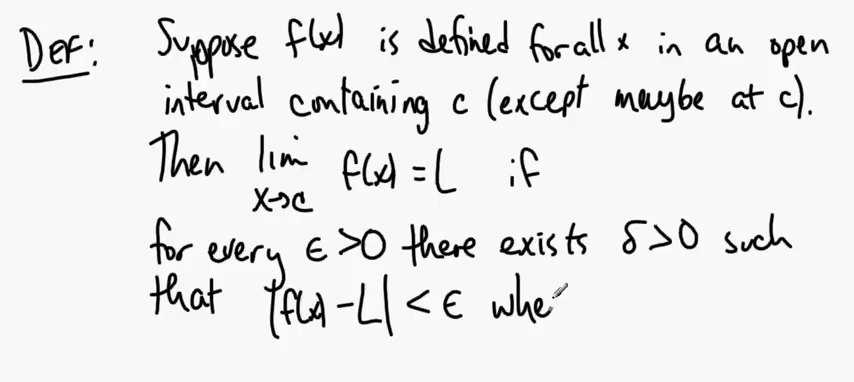 Def: Suppose f(x) is defined for all x in an open
interval containing c (except maybe at c).
Then lim f(x) = L if
x→c
for every ε>0 there exists δ>0 such
that |f(x) - L| < ε whe